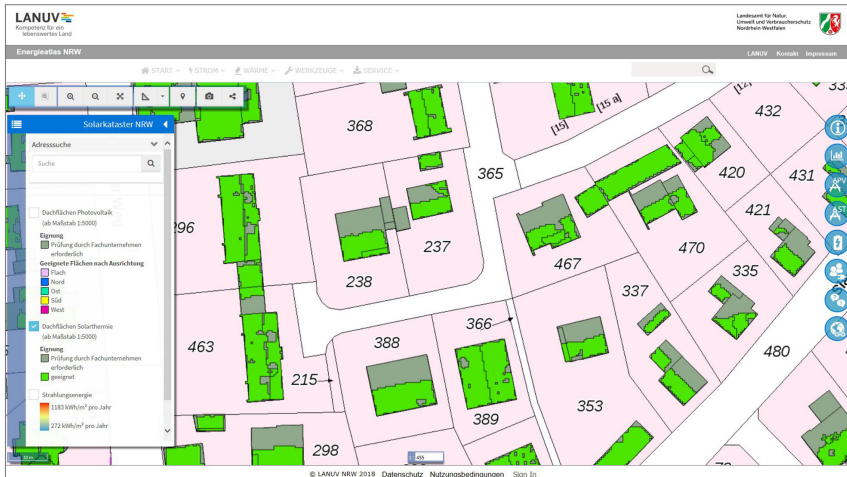 LANUV
Kompetenz für ein
lebenswertes Land
Landesamt für Natur,
Umwelt und Verbraucherschutz
Nordrhein-Westfalen
Energieatlas NRW
LANUV Kontakt Impressum
START STROM WÄRME WERKZEUGE SERVICE
Solarkataster NRW
Adresssuche
Suche
Dachflächen Photovoltaik
(ab Maßstab 1:5000)
Eignung
Prüfung durch Fachunternehmen
erforderlich
Geeignete Flächen nach Ausrichtung
Flach
Nord
Ost
Süd
West
Dachflächen Solarthermie
(ab Maßstab 1:5000)
Eignung
Prüfung durch Fachunternehmen
erforderlich
geeignet
Strahlungsenergie
1183 kWh/m² pro Jahr
272 kWh/m² pro Jahr
[15]
[15 a]
[12]
432
368
365
420
431
296
421
237
470
467
238
335
337
366
463
388
480
215
353
389
298
455
PV
ST
© LANUV NRW 2018 Datenschutz Nutzungsbedingungen Sign In